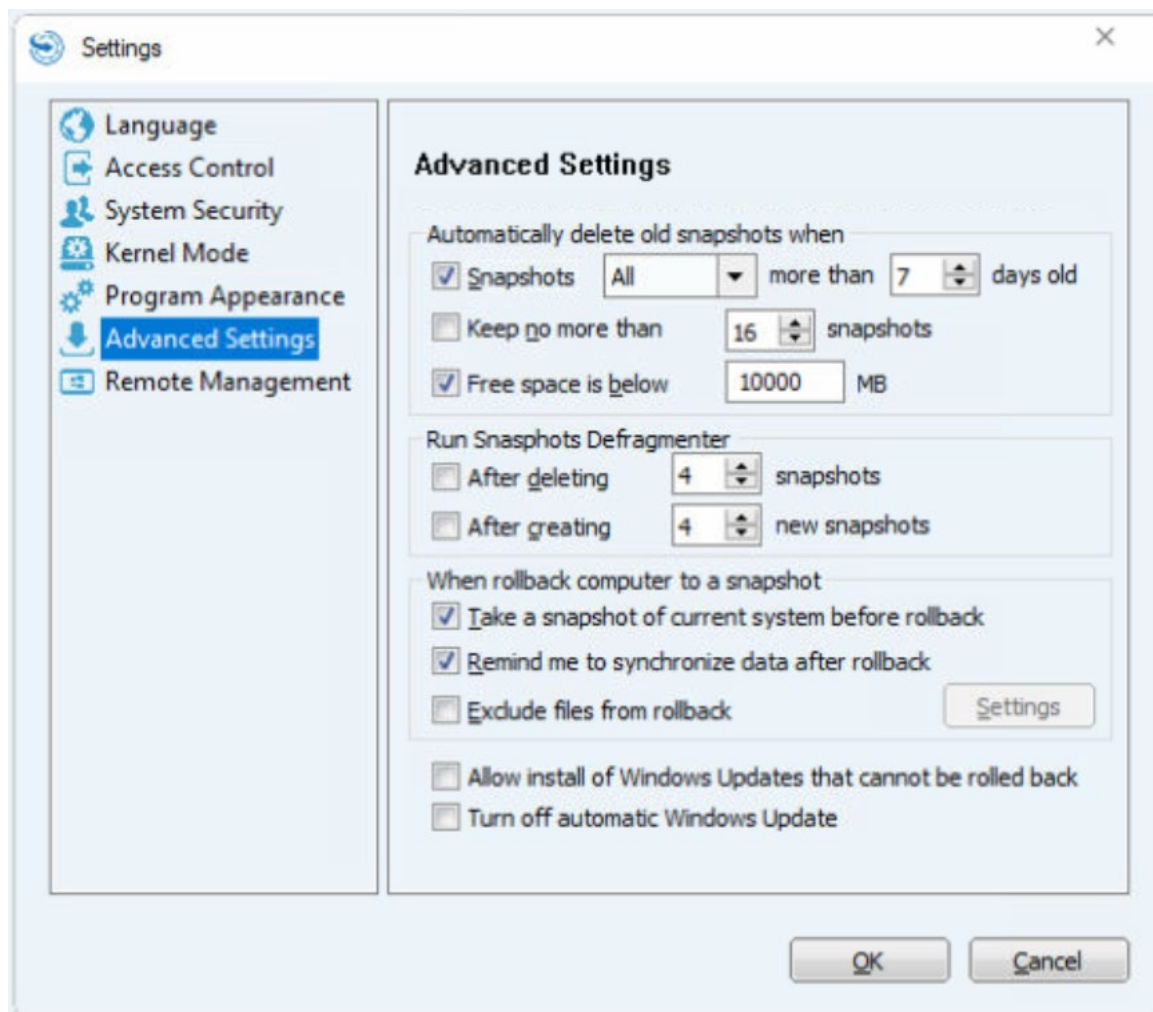 Settings
Language
Access Control
System Security
Kernel Mode
Program Appearance
Advanced Settings
Remote Management
Advanced Settings
Automatically delete old snapshots when
Snapshots All more than 7 days old
Keep no more than 16 snapshots
Free space is below 10000 MB
Run Snasphots Defragmenter
After deleting 4 snapshots
After creating 4 new snapshots
When rollback computer to a snapshot
Take a snapshot of current system before rollback
Remind me to synchronize data after rollback
Exclude files from rollback Settings
Allow install of Windows Updates that cannot be rolled back
Turn off automatic Windows Update
OK Cancel